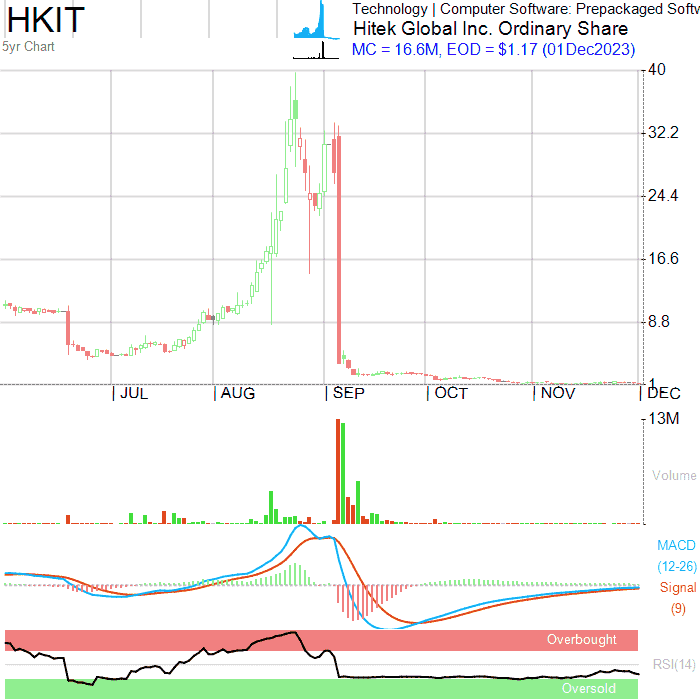 HKIT
5yr Chart
Technology | Computer Software: Prepackaged Softw
Hitek Global Inc. Ordinary Share
MC = 16.6M, EOD = $1.17 (01Dec2023)
40
32.2
24.4
16.6
8.8
1
JUL
AUG
SEP
OCT
NOV
DEC
13M
Volume
MACD
(12-26)
Signal
(9)
Overbought
RSI(14)
Oversold